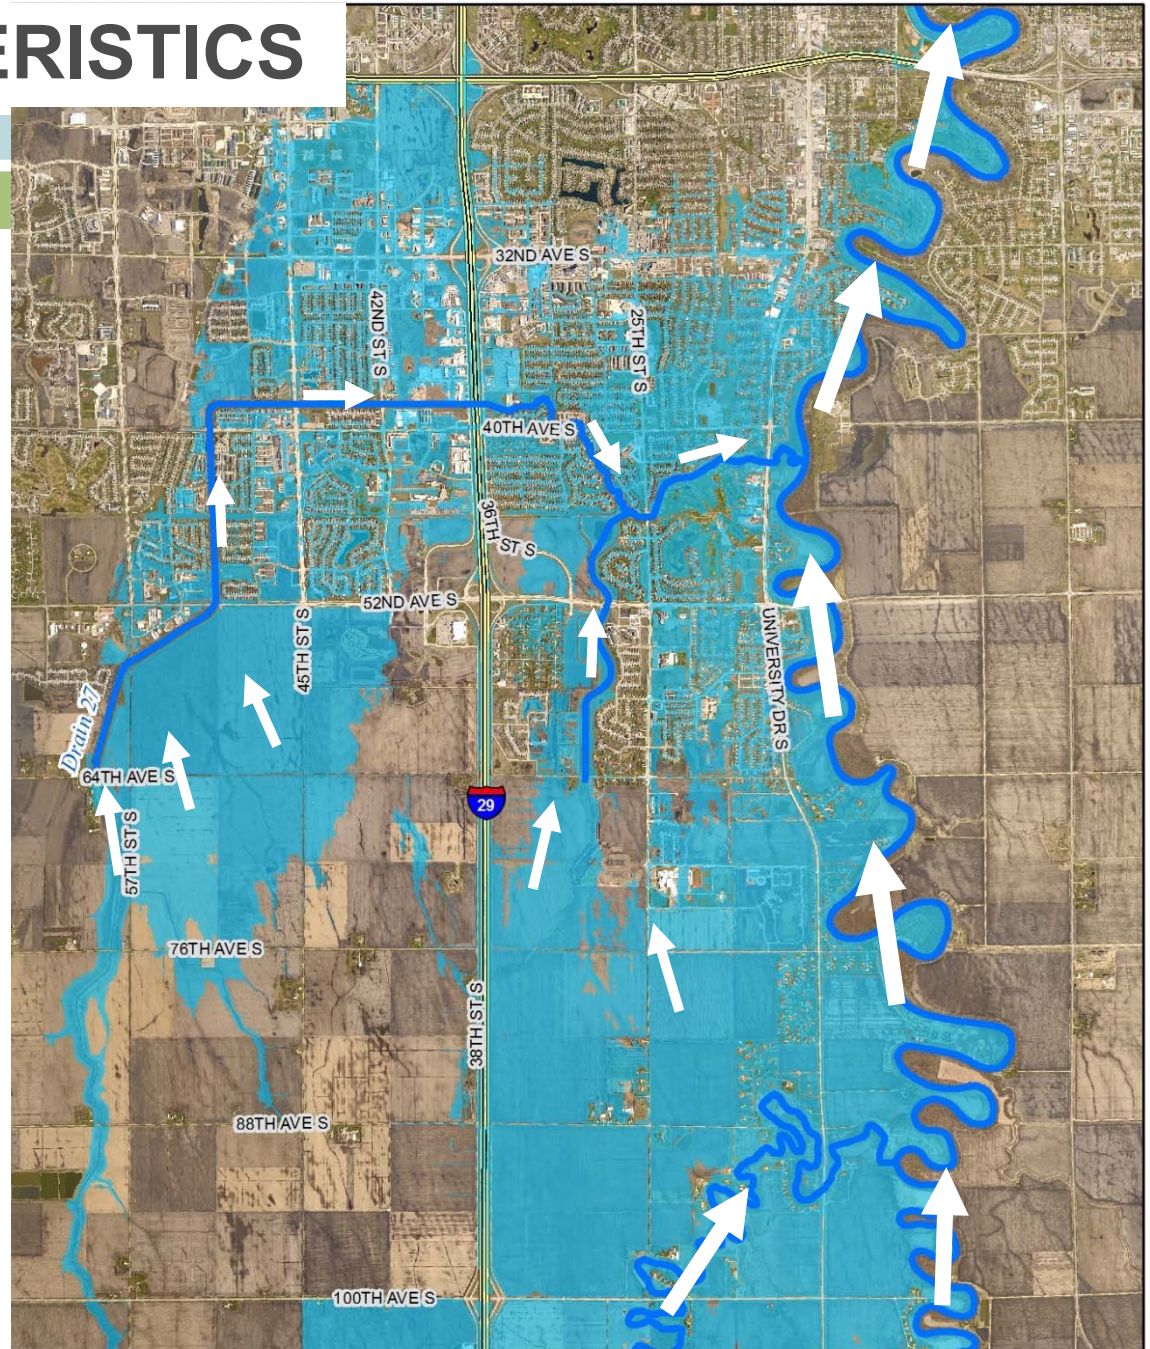 ERISTICS
32ND AVE S
42ND ST S
25TH ST S
40TH AVE S
36TH ST S
52ND AVE S
45TH ST S
UNIVERSITY DR S
Drain 27
64TH AVE S
29
57TH ST S
76TH AVE S
38TH ST S
88TH AVE S
100TH AVE S